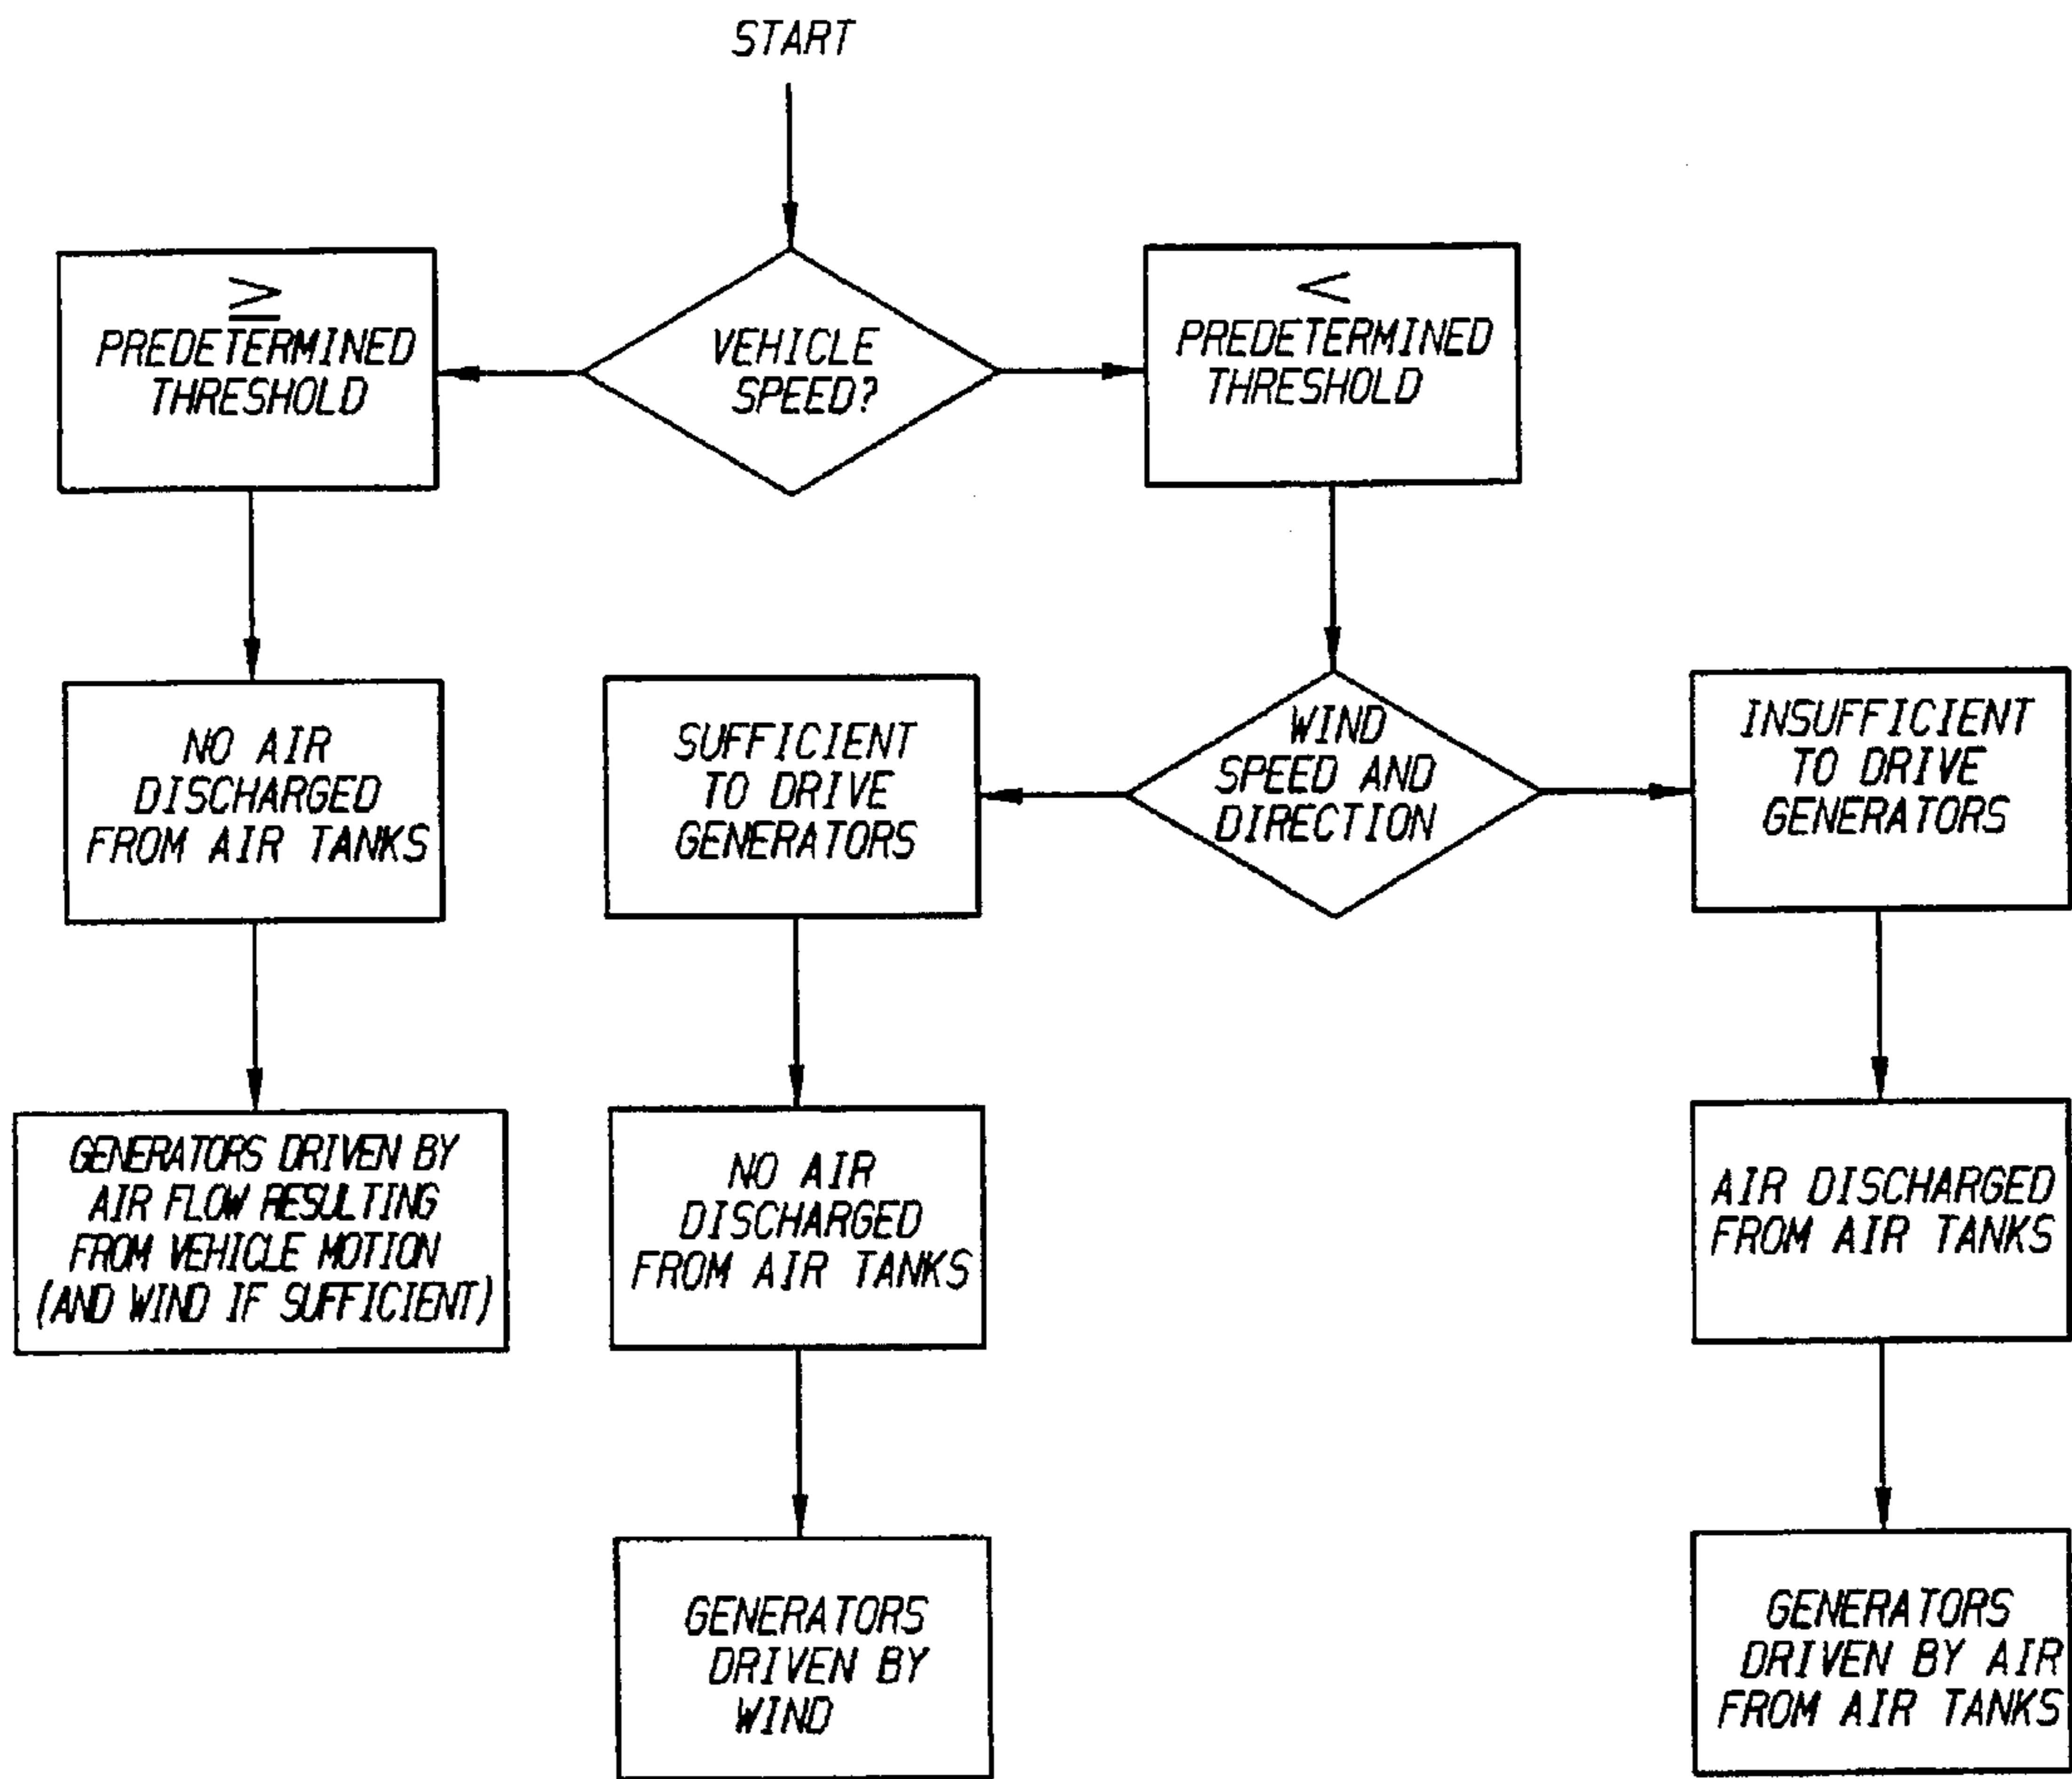 START
≥
PREDETERMINED
THRESHOLD
VEHICLE
SPEED?
<
PREDETERMINED
THRESHOLD
NO AIR
DISCHARGED
FROM AIR TANKS
SUFFICIENT
TO DRIVE
GENERATORS
WIND
SPEED AND
DIRECTION
INSUFFICIENT
TO DRIVE
GENERATORS
GENERATORS DRIVEN BY
AIR FLOW RESULTING
FROM VEHICLE MOTION
(AND WIND IF SUFFICIENT)
NO AIR
DISCHARGED
FROM AIR TANKS
AIR DISCHARGED
FROM AIR TANKS
GENERATORS
DRIVEN BY
WIND
GENERATORS
DRIVEN BY AIR
FROM AIR TANKS